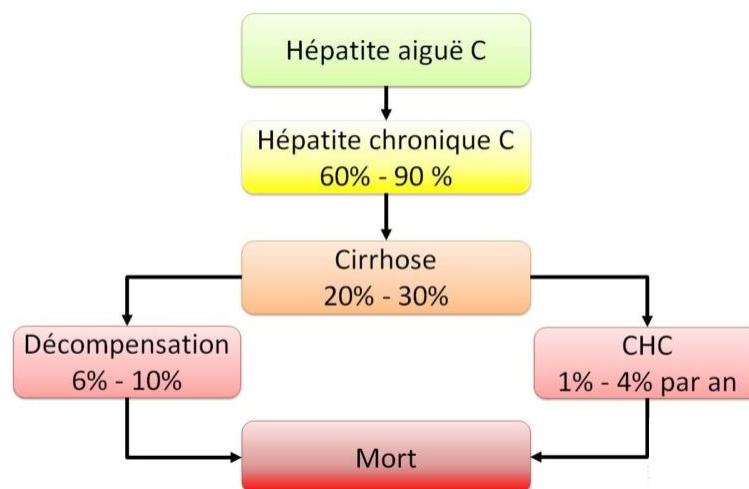 Hépatite aiguë C
Hépatite chronique C
60% - 90 %
Cirrhose
20% - 30%
Décompensation
6% - 10%
CHC
1% - 4% par an
Mort